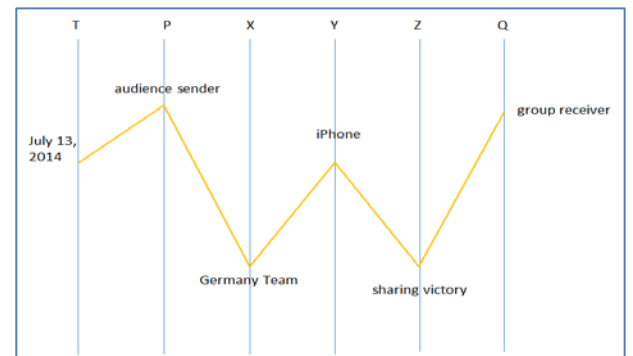 T P X Y Z Q
audience sender
group receiver
iPhone
July 13,
2014
Germany Team
sharing victory